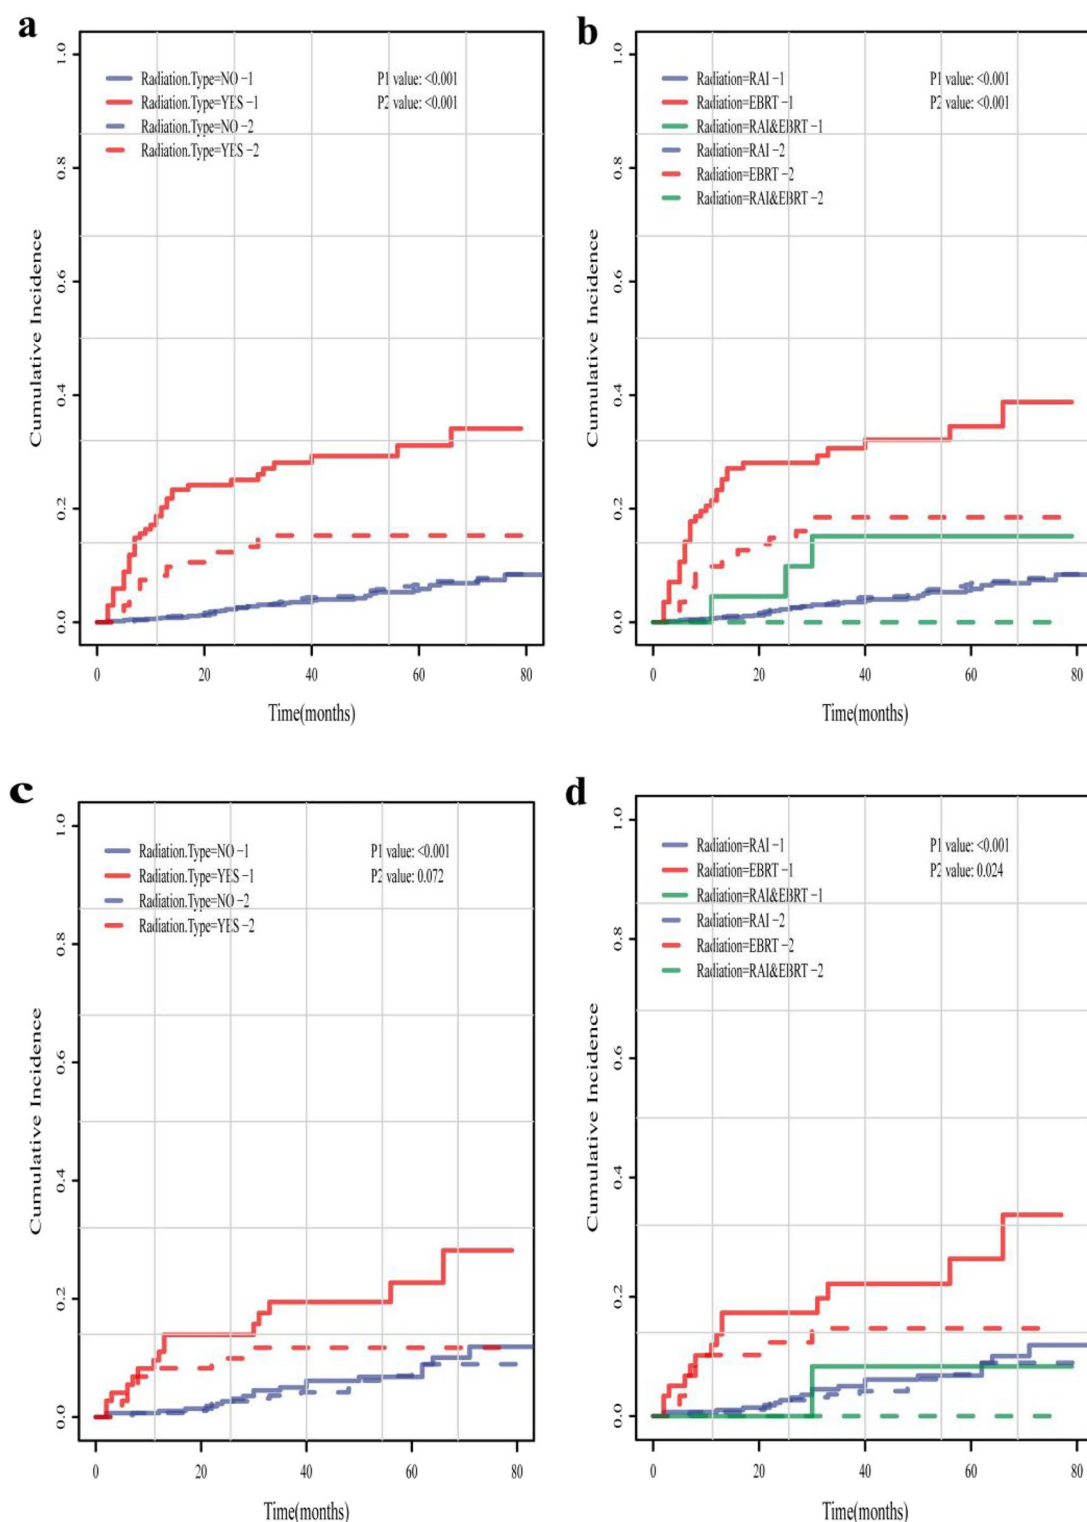 a
1.0
0.8
0.6
0.4
0.2
0.0
Cumulative Incidence
Radiation.Type=NO −1
Radiation.Type=YES −1
Radiation.Type=NO −2
Radiation.Type=YES −2
P1 value: <0.001
P2 value: <0.001
0 20 40 60 80
Time(months)
b
1.0
0.8
0.6
0.4
0.2
0.0
Cumulative Incidence
Radiation=RAI −1
Radiation=EBRT −1
Radiation=RAI&EBRT −1
Radiation=RAI −2
Radiation=EBRT −2
Radiation=RAI&EBRT −2
P1 value: <0.001
P2 value: <0.001
0 20 40 60 80
Time(months)
c
1.0
0.8
0.6
0.4
0.2
0.0
Cumulative Incidence
Radiation.Type=NO −1
Radiation.Type=YES −1
Radiation.Type=NO −2
Radiation.Type=YES −2
P1 value: <0.001
P2 value: 0.072
0 20 40 60 80
Time(months)
d
1.0
0.8
0.6
0.4
0.2
0.0
Cumulative Incidence
Radiation=RAI −1
Radiation=EBRT −1
Radiation=RAI&EBRT −1
Radiation=RAI −2
Radiation=EBRT −2
Radiation=RAI&EBRT −2
P1 value: <0.001
P2 value: 0.024
0 20 40 60 80
Time(months)